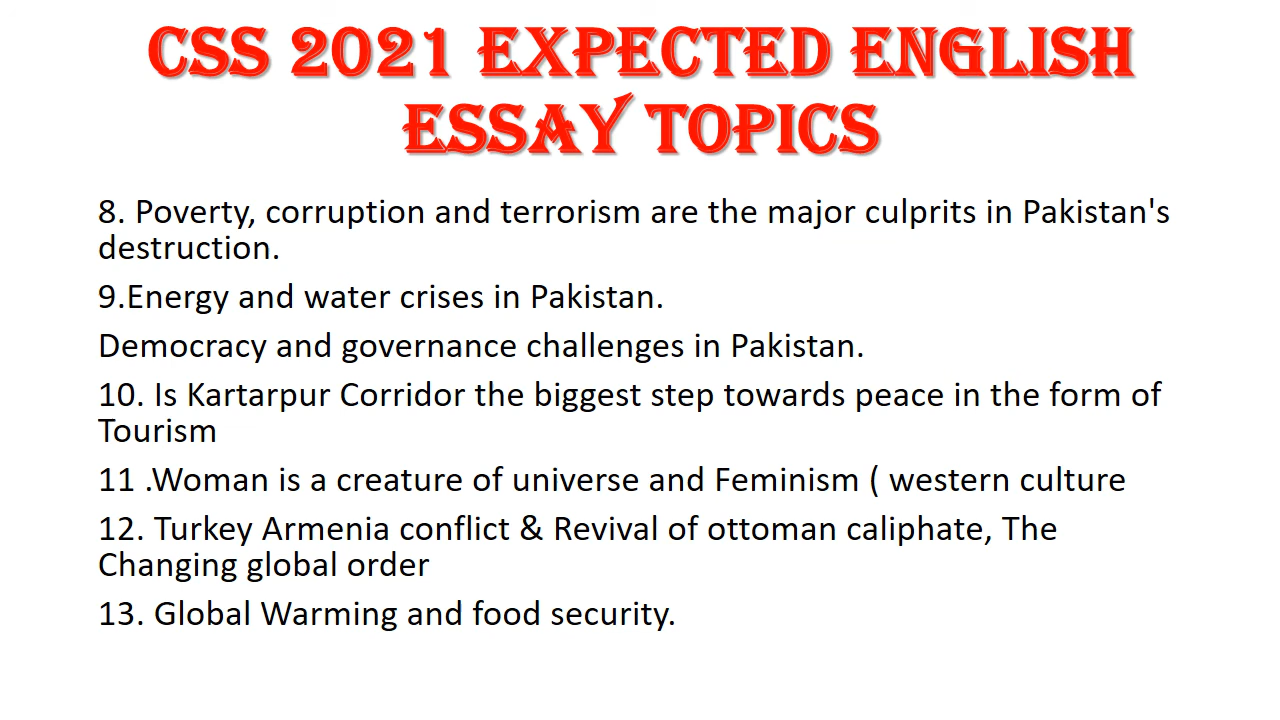 CSS 2021 EXPECTED ENGLISH
ESSAY TOPICS
8. Poverty, corruption and terrorism are the major culprits in Pakistan's
destruction.
9.Energy and water crises in Pakistan.
Democracy and governance challenges in Pakistan.
10. Is Kartarpur Corridor the biggest step towards peace in the form of
Tourism
11 .Woman is a creature of universe and Feminism ( western culture
12. Turkey Armenia conflict & Revival of ottoman caliphate, The
Changing global order
13. Global Warming and food security.